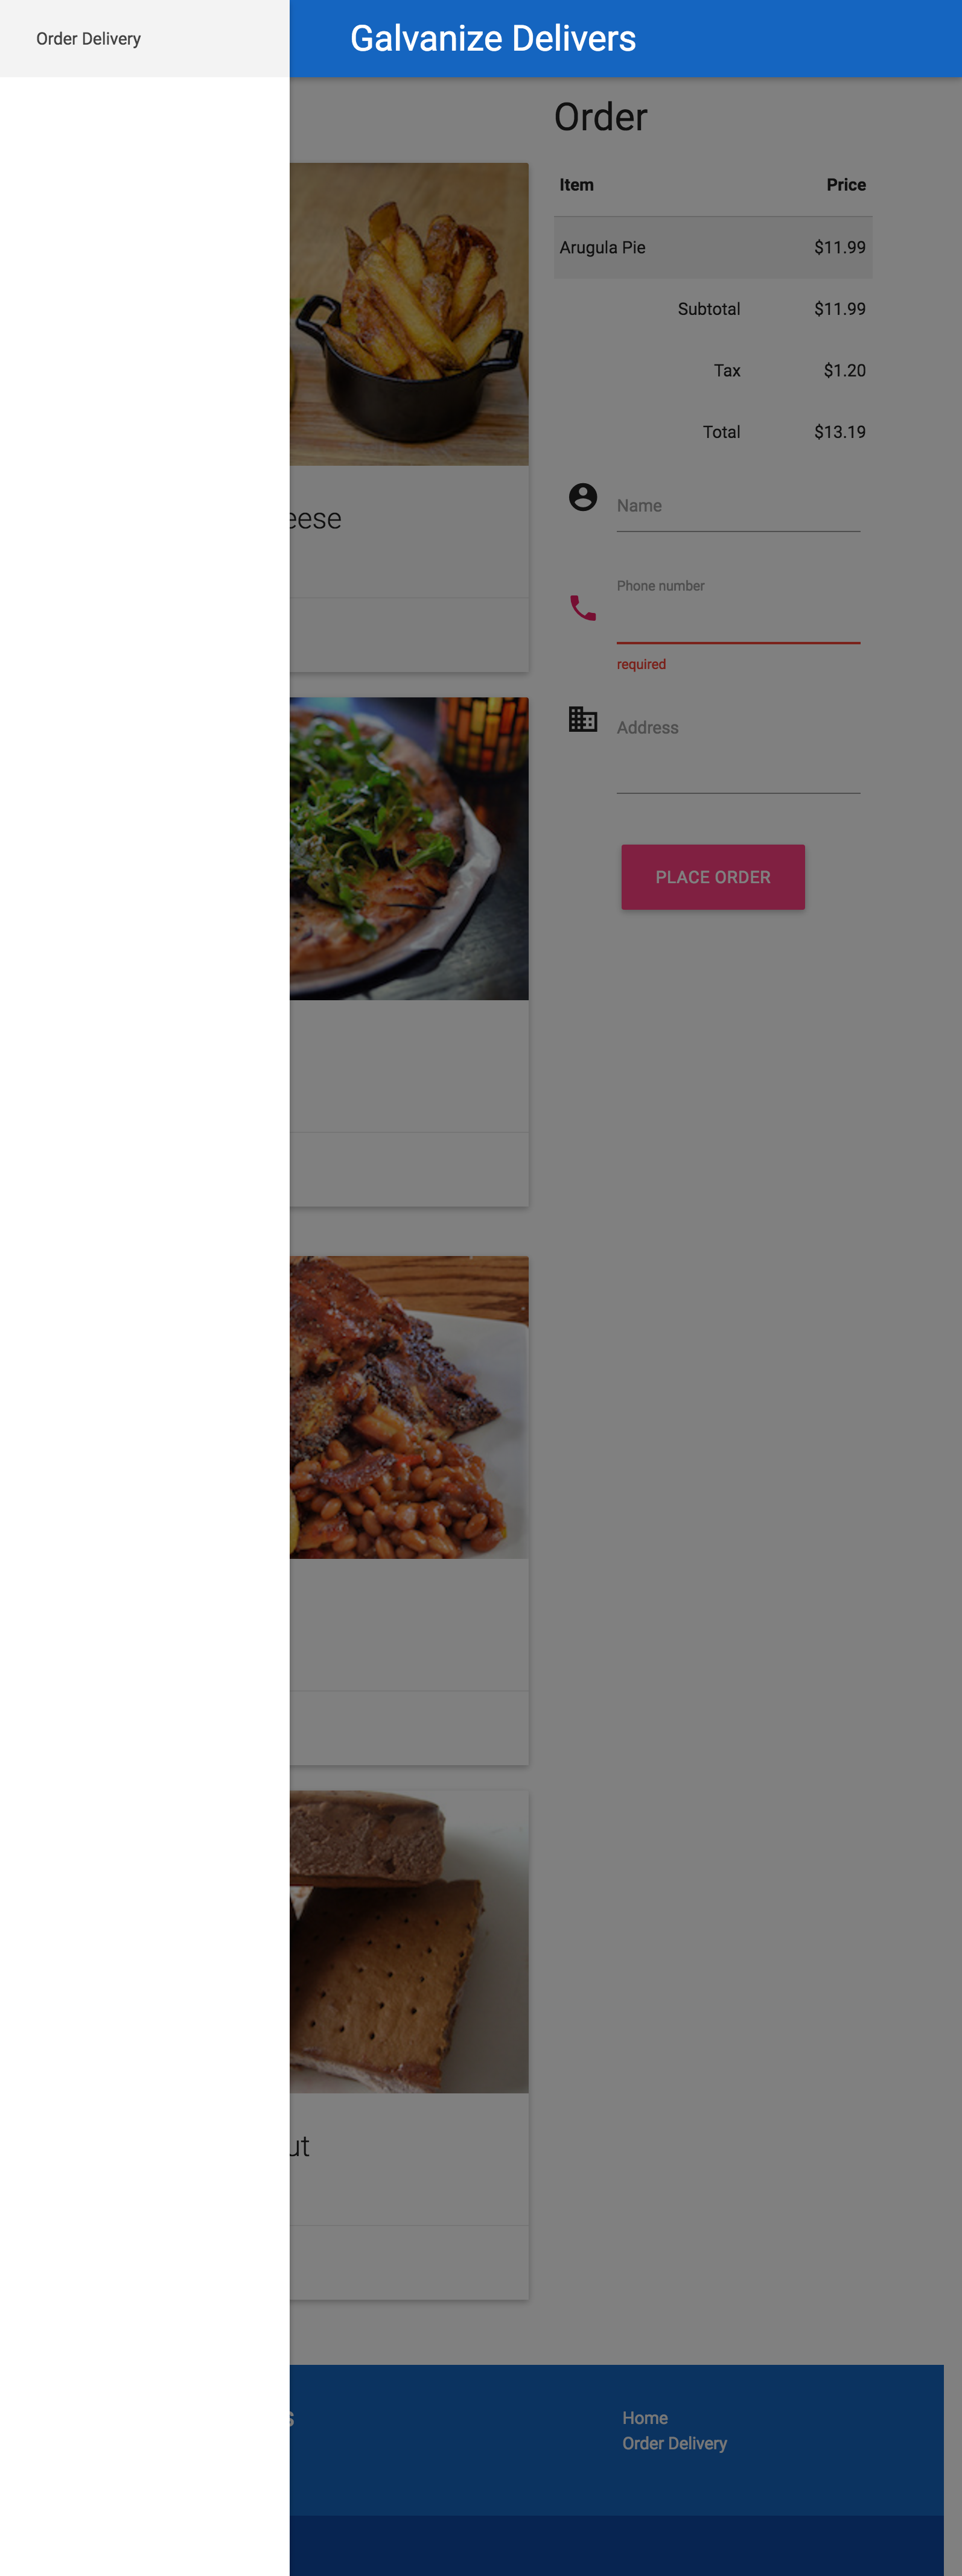 Order Delivery
Galvanize Delivers
Order
Item Price
Arugula Pie $11.99
Subtotal $11.99
Tax $1.20
Total $13.19
Name
eese
Phone number
required
Address
PLACE ORDER
ut
s
Home
Order Delivery